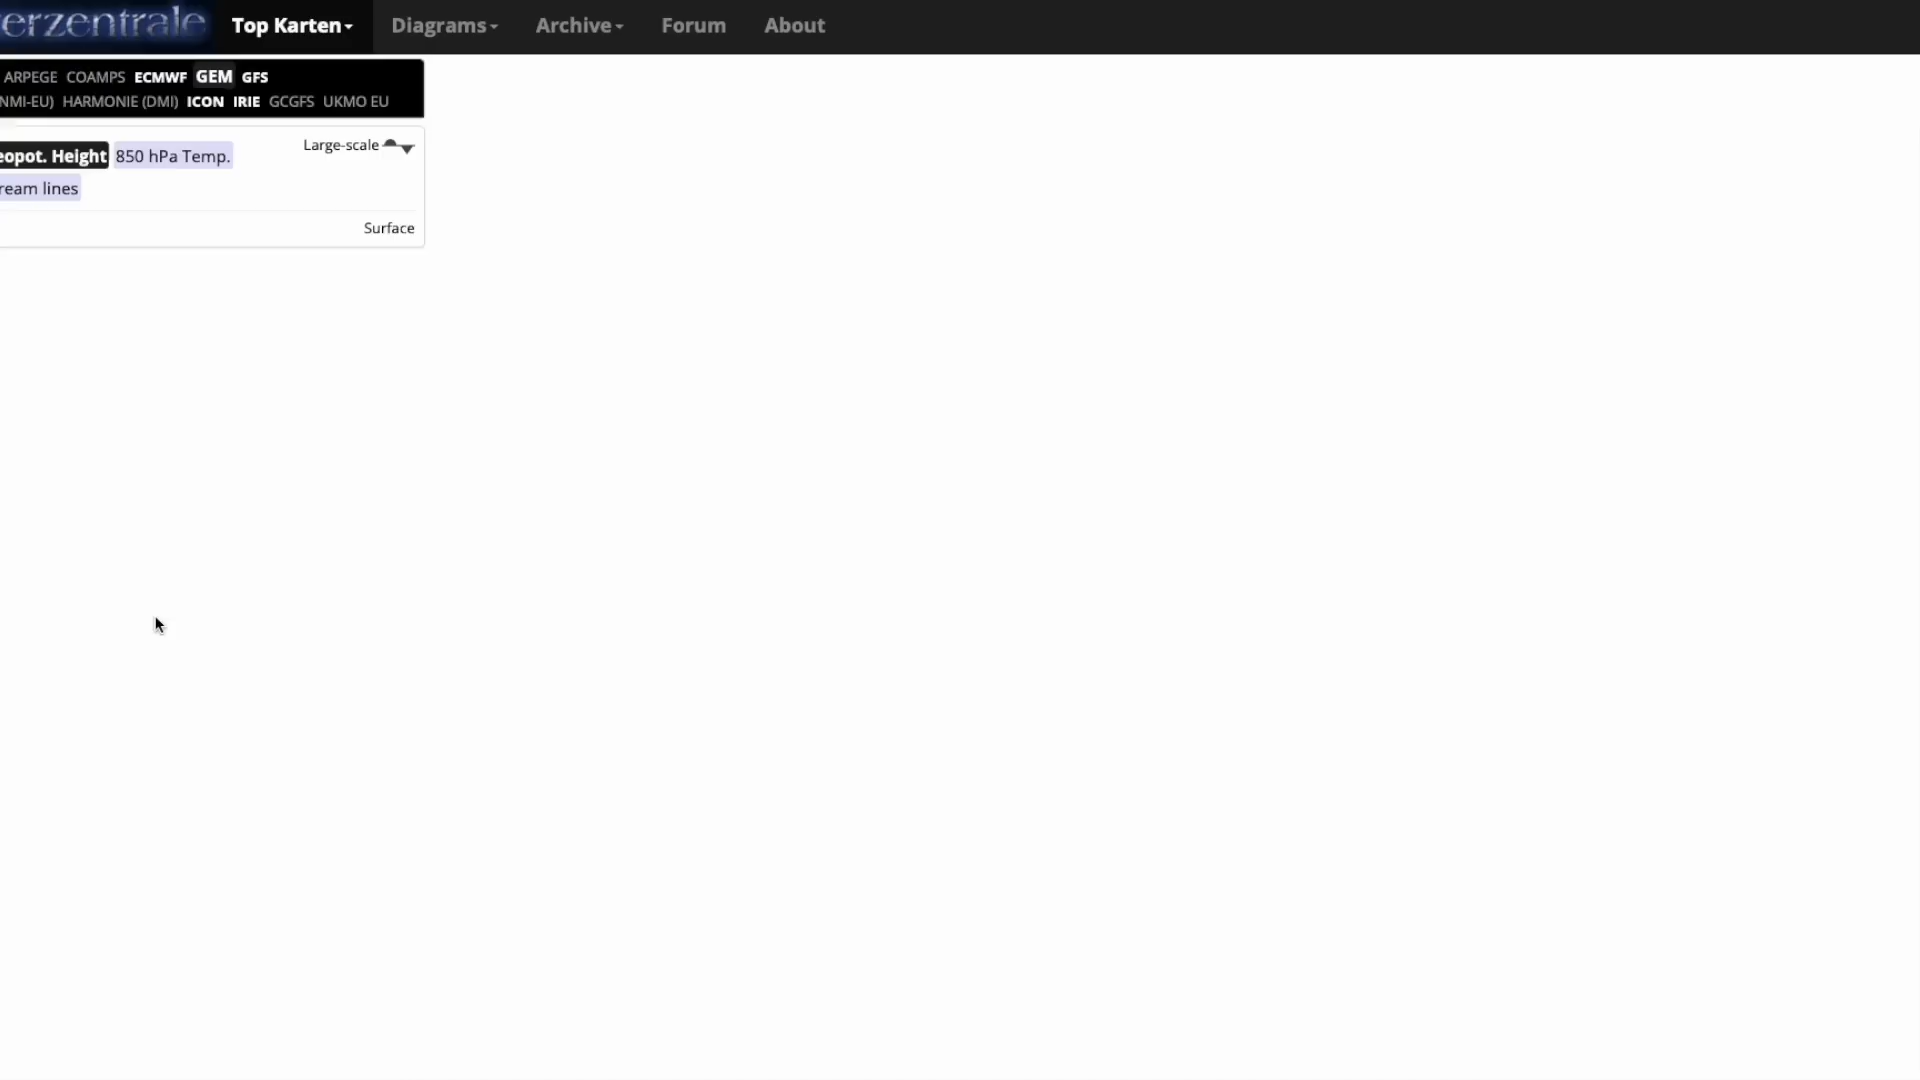 erzentrale Top Karten Diagrams Archive Forum About
ARPEGE COAMPS ECMWF GEM GFS
NMI-EU) HARMONIE (DMI) ICON IRIE GCGFS UKMO EU
Large-scale
eopot. Height 850 hPa Temp.
ream lines
Surface